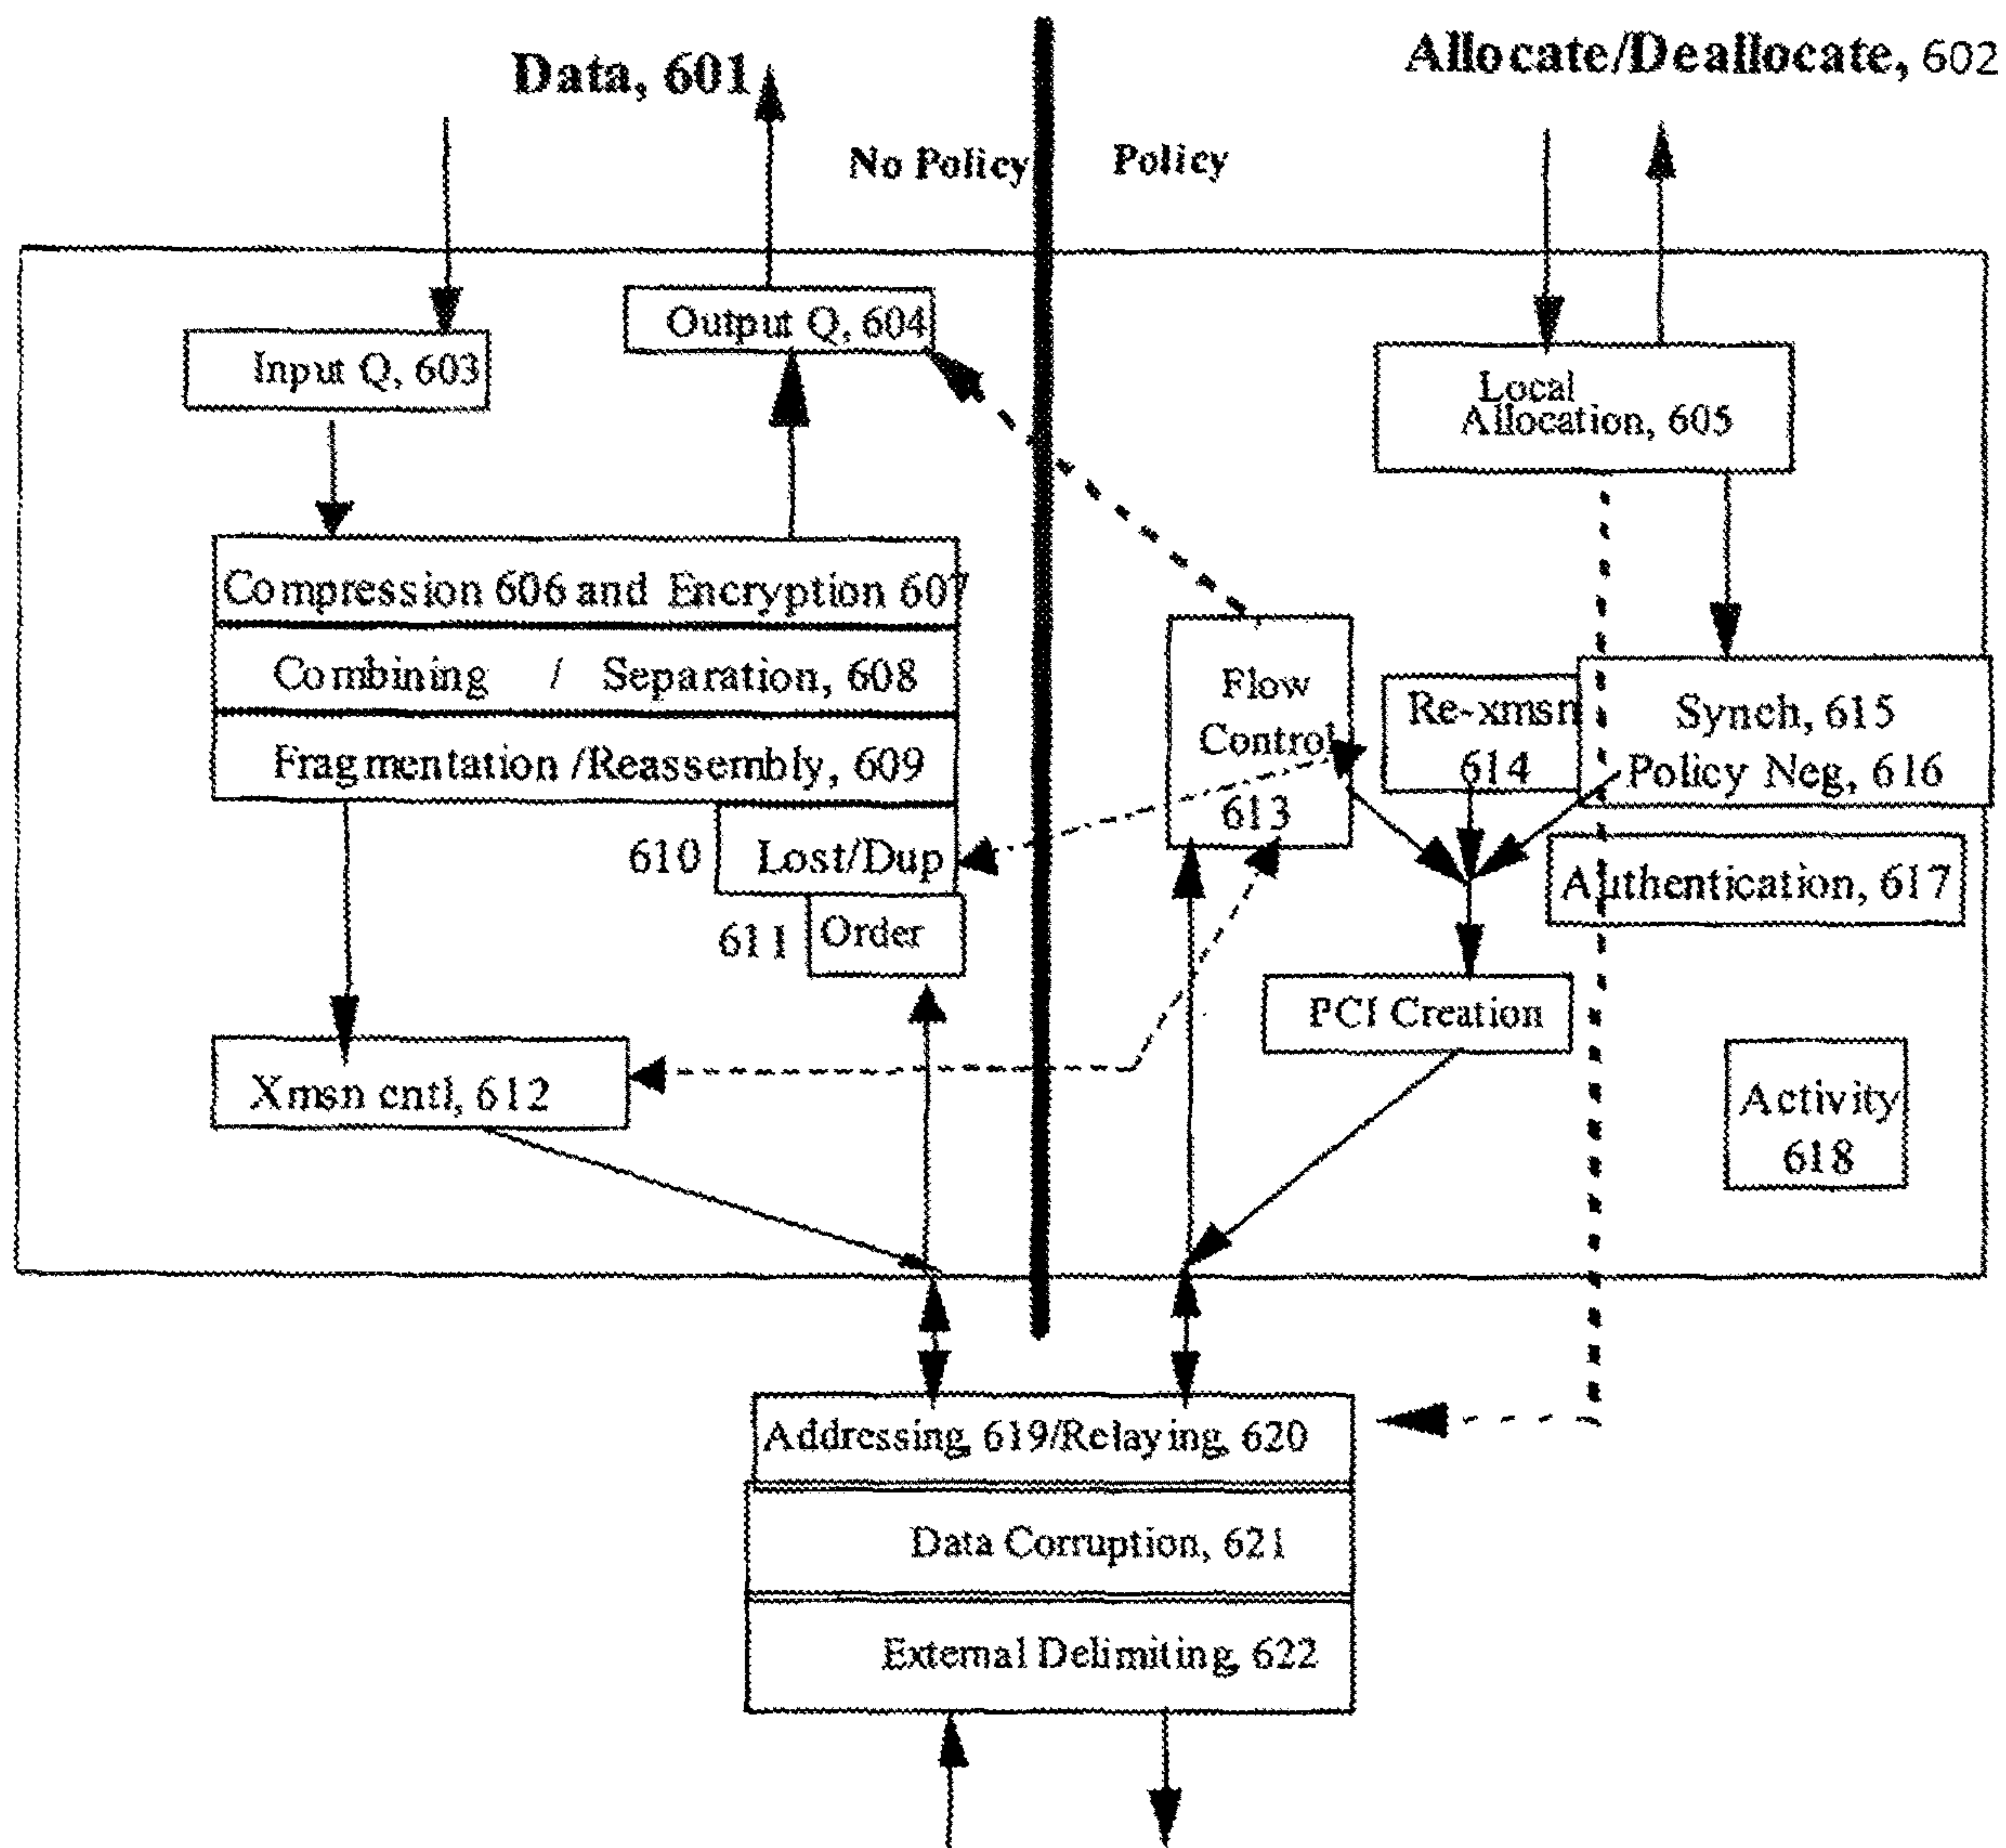 Data, 601
Allocate/Deallocate, 602
No Policy
Policy
Input Q, 603
Output Q, 604
Local
Allocation, 605
Compression 606 and Encryption 607
Combining / Separation, 608
Fragmentation /Reassembly, 609
610
Lost/Dup
611
Order
Xmsn cntl, 612
Flow
Control
613
Re-xmsn
614
Synch, 615
Policy Neg, 616
Authentication, 617
PCI Creation
Activity
618
Addressing, 619/Relaying, 620
Data Corruption, 621
External Delimiting, 622